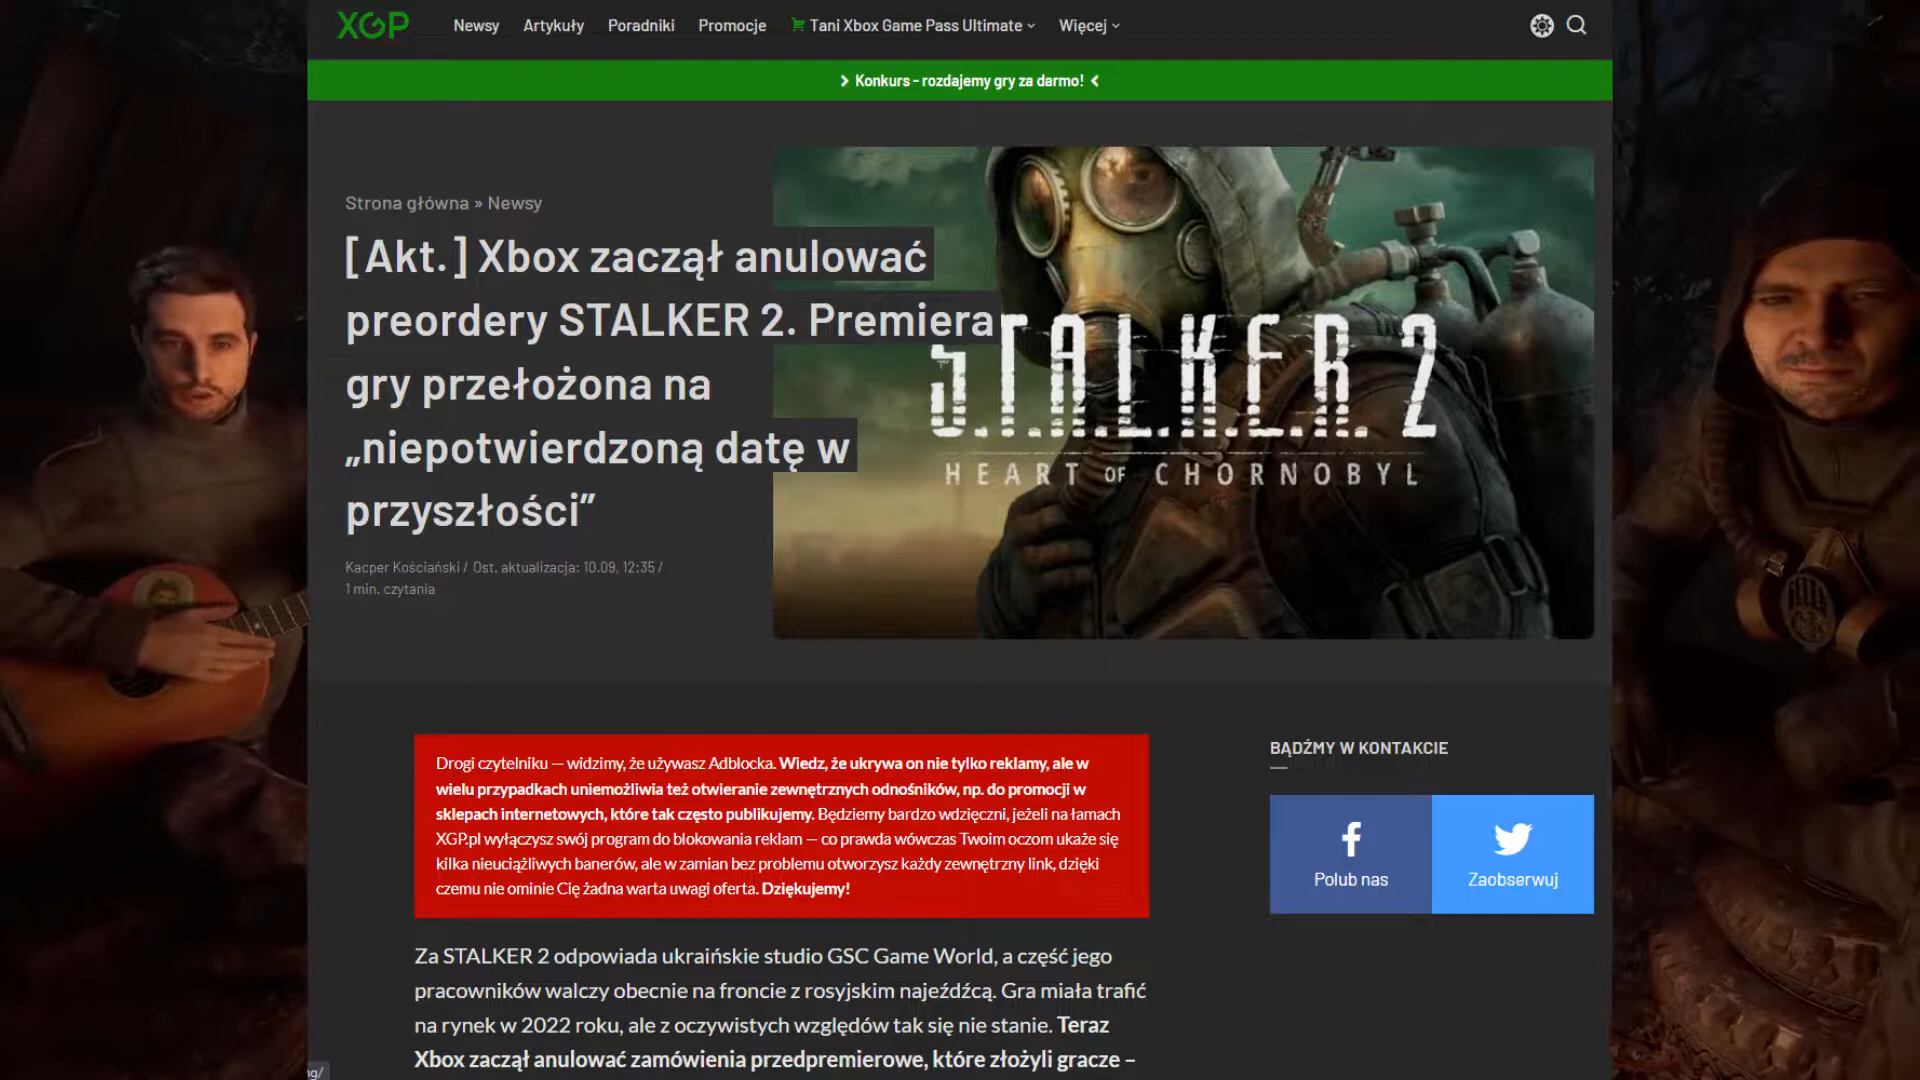 XGP
Newsy
Artykuły
Poradniki
Promocje
Tani Xbox Game Pass Ultimate
Więcej
Konkurs - rozdajemy gry za darmo!
Strona główna » Newsy
[Akt.] Xbox zaczął anulować
preordery STALKER 2. Premiera
gry przełożona na
„niepotwierdzoną datę w
przyszłości”
Kacper Kościański / Ost. aktualizacja: 10.09, 12:35 /
1 min. czytania
S.T.A.L.K.E.R. 2
HEART OF CHORNOBYL
Drogi czytelniku — widzimy, że używasz Adblocka. Wiedz, że ukrywa on nie tylko reklamy, ale w
wielu przypadkach uniemożliwia też otwieranie zewnętrznych odnośników, np. do promocji w
sklepach internetowych, które tak często publikujemy. Będziemy bardzo wdzięczni, jeżeli na łamach
XGP.pl wyłączysz swój program do blokowania reklam — co prawda wówczas Twoim oczom ukaże się
kilka nieuciążliwych banerów, ale w zamian bez problemu otworzysz każdy zewnętrzny link, dzięki
czemu nie ominie Cię żadna warta uwagi oferta. Dziękujemy!
BĄDŹMY W KONTAKCIE
Polub nas
Zaobserwuj
Za STALKER 2 odpowiada ukraińskie studio GSC Game World, a część jego
pracowników walczy obecnie na froncie z rosyjskim najeźdźcą. Gra miała trafić
na rynek w 2022 roku, ale z oczywistych względów tak się nie stanie. Teraz
Xbox zaczął anulować zamówienia przedpremierowe, które złożyli gracze –
ng/